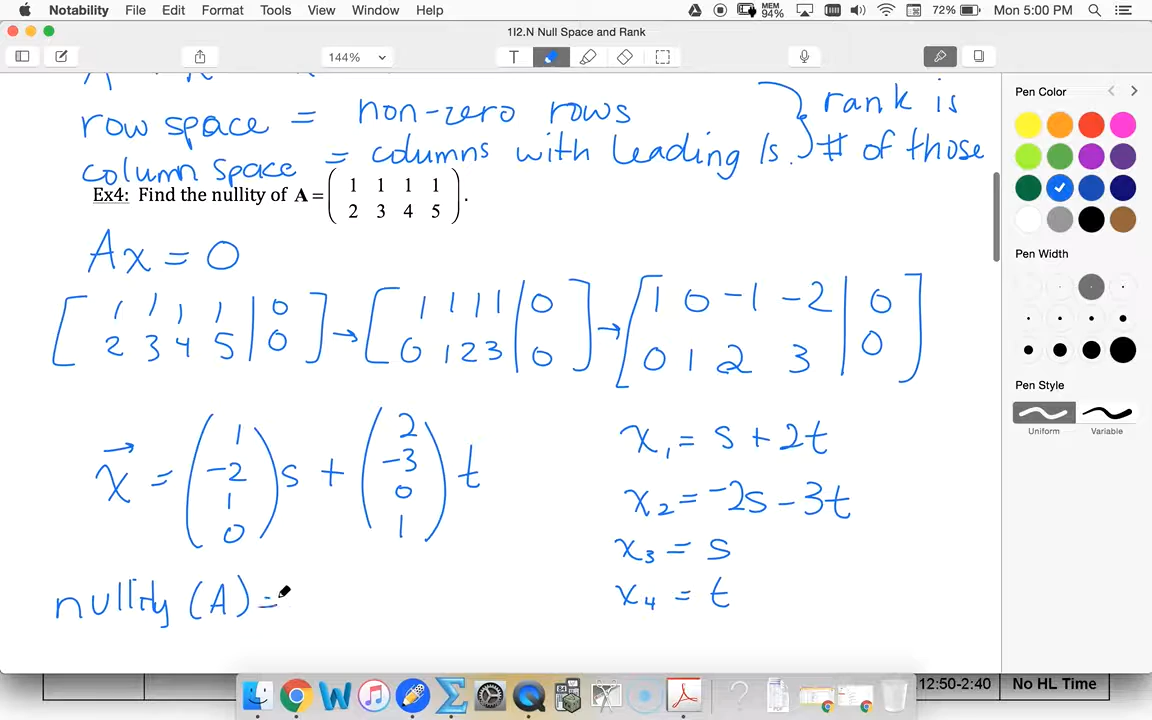 Notability File Edit Format Tools View Window Help MEM 94% 72% Mon 5:00 PM
1I2.N Null Space and Rank
144% T
row space = non-zero rows
column space = columns with leading 1s.
rank is
# of those
Ex4: Find the nullity of A = ( 1 1 1 1
2 3 4 5 ).
Ax = 0
[ 1 1 1 1 | 0 ] → [ 1 1 1 1 | 0 ] → [ 1 0 -1 -2 | 0 ]
[ 2 3 4 5 | 0 ] [ 0 1 2 3 | 0 ] [ 0 1 2 3 | 0 ]
x = ( 1 -2 1 0 ) s + ( 2 -3 0 1 ) t
x1 = s + 2t
x2 = -2s - 3t
x3 = s
x4 = t
nullity (A) =
Pen Color
Pen Width
Pen Style
Uniform Variable
12:50-2:40 No HL Time